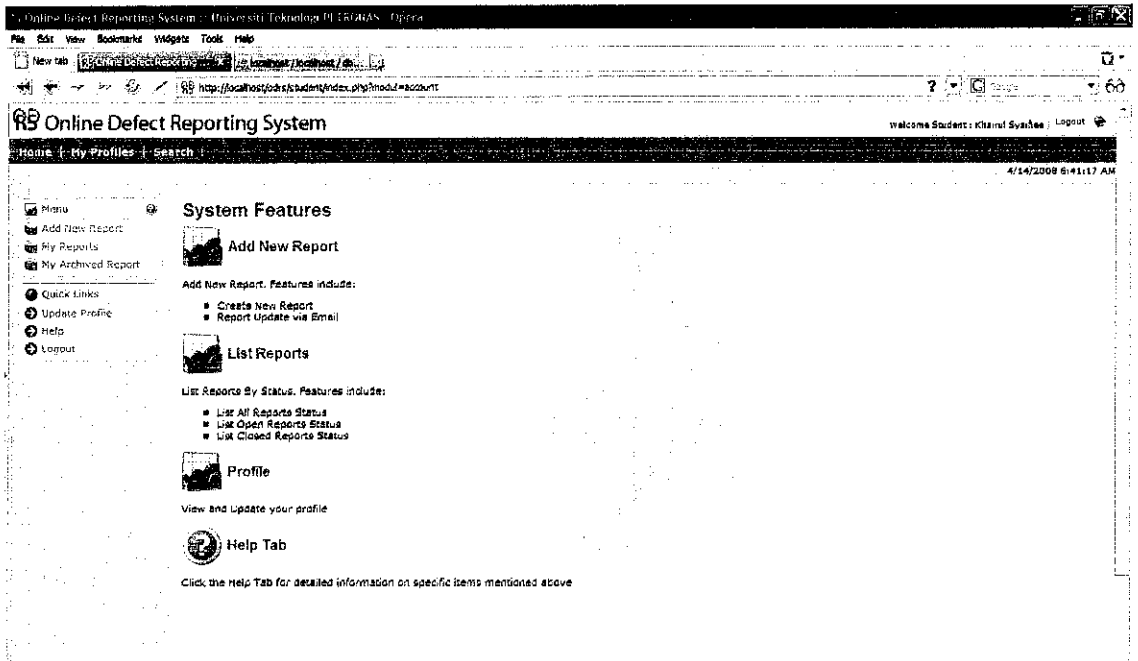 Online Defect Reporting System :: Universiti Teknologi PETRONAS - Opera
File Edit View Bookmarks Widgets Tools Help
New tab Online Defect Reporting localhost / localhost /
http://localhost/odrs/student/index.php?modul=account
Online Defect Reporting System
Welcome Student : Khairul | Logout
Home | My Profiles | Search |
4/14/2008 6:41:17 AM
Menu
Add New Report
My Reports
My Archived Report
Quick Links
Update Profile
Help
Logout
System Features
Add New Report
Add New Report. Features include:
Create New Report
Report Update via Email
List Reports
List Reports By Status. Features include:
List All Reports Status
List Open Reports Status
List Closed Reports Status
Profile
View and Update your profile
Help Tab
Click the Help Tab for detailed information on specific items mentioned above